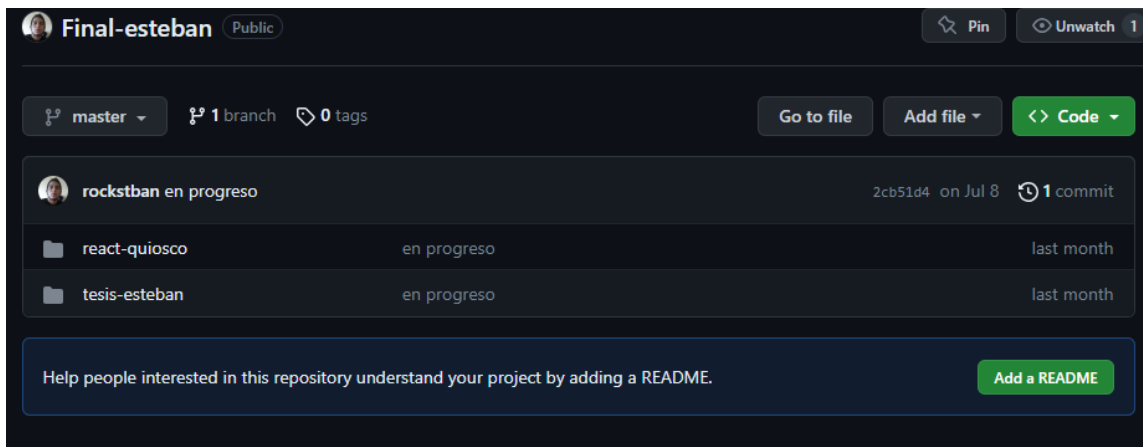 Final-esteban Public Pin Unwatch 1
master 1 branch 0 tags Go to file Add file <> Code
rockstban en progreso 2cb51d4 on Jul 8 1 commit
react-quiosco en progreso last month
tesis-esteban en progreso last month
Help people interested in this repository understand your project by adding a README. Add a README